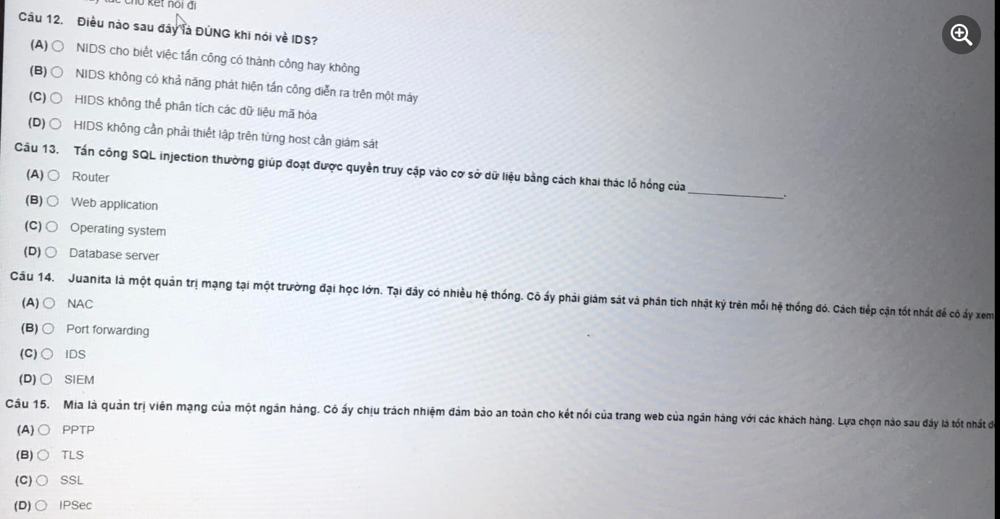 chủ kết nối đi
Câu 12. Điều nào sau đây là ĐÚNG khi nói về IDS?
(A) NIDS cho biết việc tấn công có thành công hay không
(B) NIDS không có khả năng phát hiện tấn công diễn ra trên một máy
(C) HIDS không thể phân tích các dữ liệu mã hóa
(D) HIDS không cần phải thiết lập trên từng host cần giám sát
Câu 13. Tấn công SQL injection thường giúp đoạt được quyền truy cập vào cơ sở dữ liệu bằng cách khai thác lỗ hổng của ____________.
(A) Router
(B) Web application
(C) Operating system
(D) Database server
Câu 14. Juanita là một quản trị mạng tại một trường đại học lớn. Tại đây có nhiều hệ thống. Cô ấy phải giám sát và phân tích nhật ký trên mỗi hệ thống đó. Cách tiếp cận tốt nhất để cô ấy xem
(A) NAC
(B) Port forwarding
(C) IDS
(D) SIEM
Câu 15. Mia là quản trị viên mạng của một ngân hàng. Cô ấy chịu trách nhiệm đảm bảo an toàn cho kết nối của trang web của ngân hàng với các khách hàng. Lựa chọn nào sau đây là tốt nhất
(A) PPTP
(B) TLS
(C) SSL
(D) IPSec